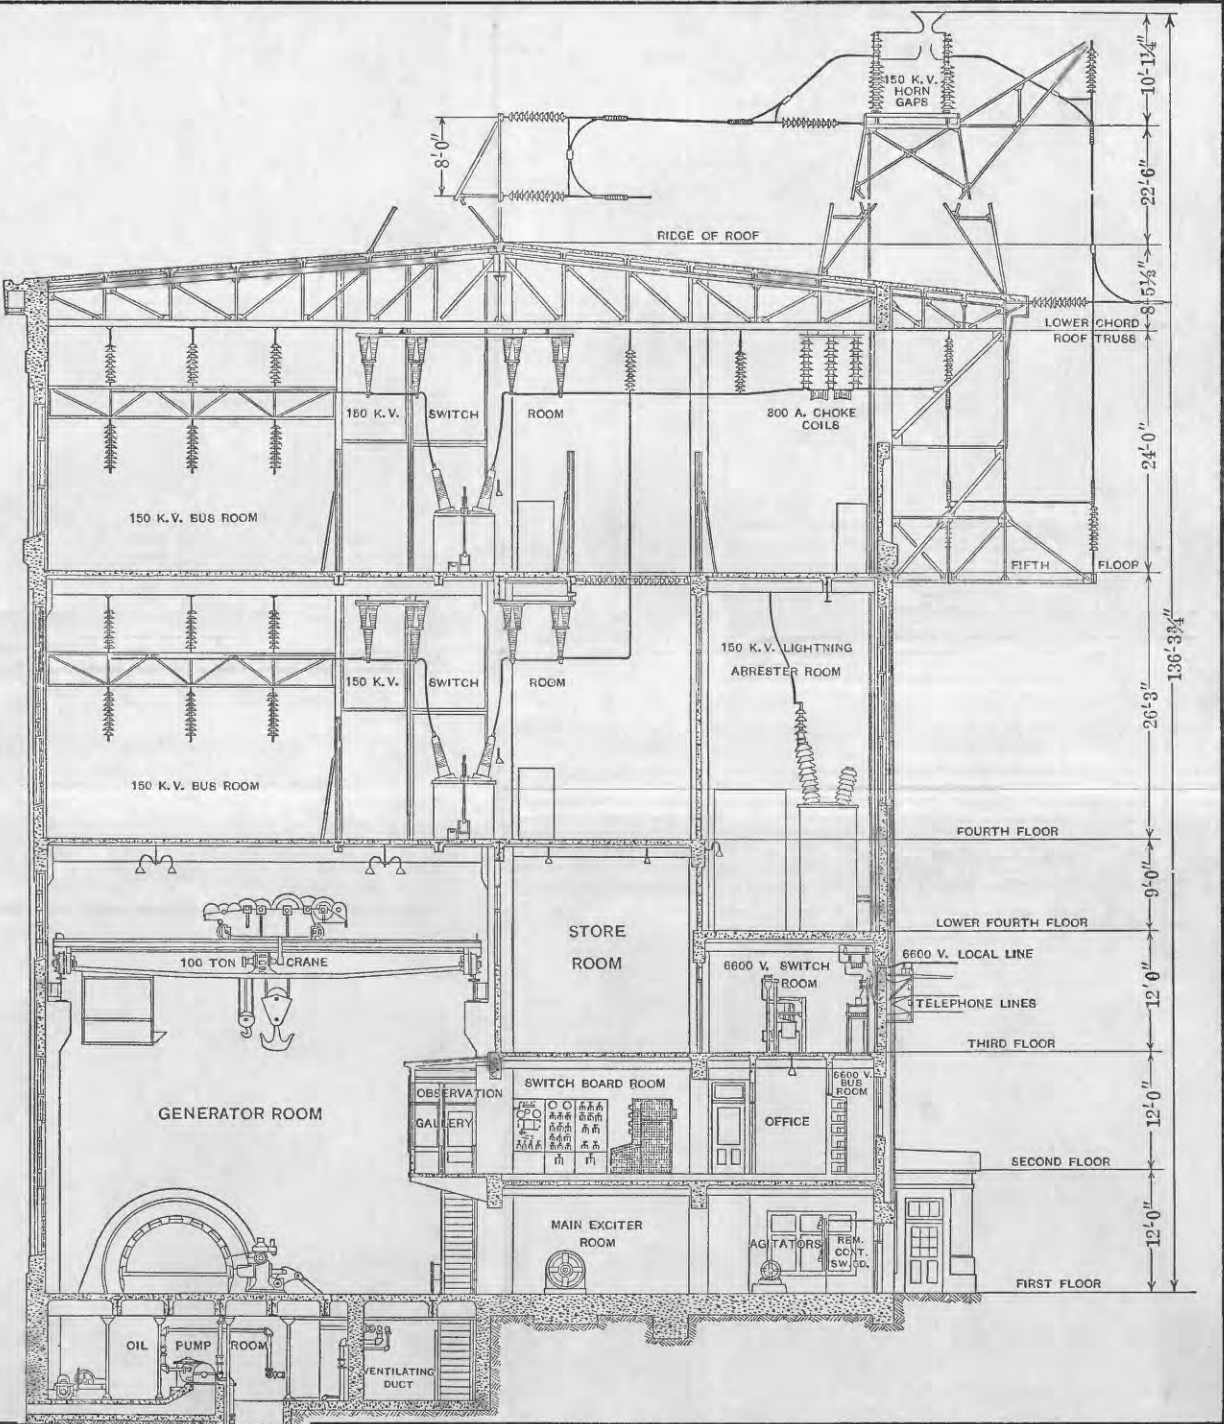 150 K.V.
HORN
GAPS
10'-1¼"
8'-0"
22'-6"
RIDGE OF ROOF
8'-5½"
LOWER CHORD
ROOF TRUSS
150 K.V. SWITCH ROOM
800 A. CHOKE
COILS
24'-0"
150 K.V. BUS ROOM
FIFTH FLOOR
136'-3¾"
150 K.V. LIGHTNING
ARRESTER ROOM
150 K.V. SWITCH ROOM
26'-3"
150 K.V. BUS ROOM
FOURTH FLOOR
9'-0"
LOWER FOURTH FLOOR
STORE
ROOM
100 TON CRANE
6600 V. SWITCH
ROOM
6600 V. LOCAL LINE
TELEPHONE LINES
12'0"
THIRD FLOOR
OBSERVATION
GALLERY
SWITCH BOARD ROOM
6600 V.
BUS
ROOM
GENERATOR ROOM
OFFICE
12'-0"
SECOND FLOOR
MAIN EXCITER
ROOM
AGITATORS
REM.
CONT.
SW.BD.
12'-0"
FIRST FLOOR
OIL PUMP ROOM
VENTILATING
DUCT